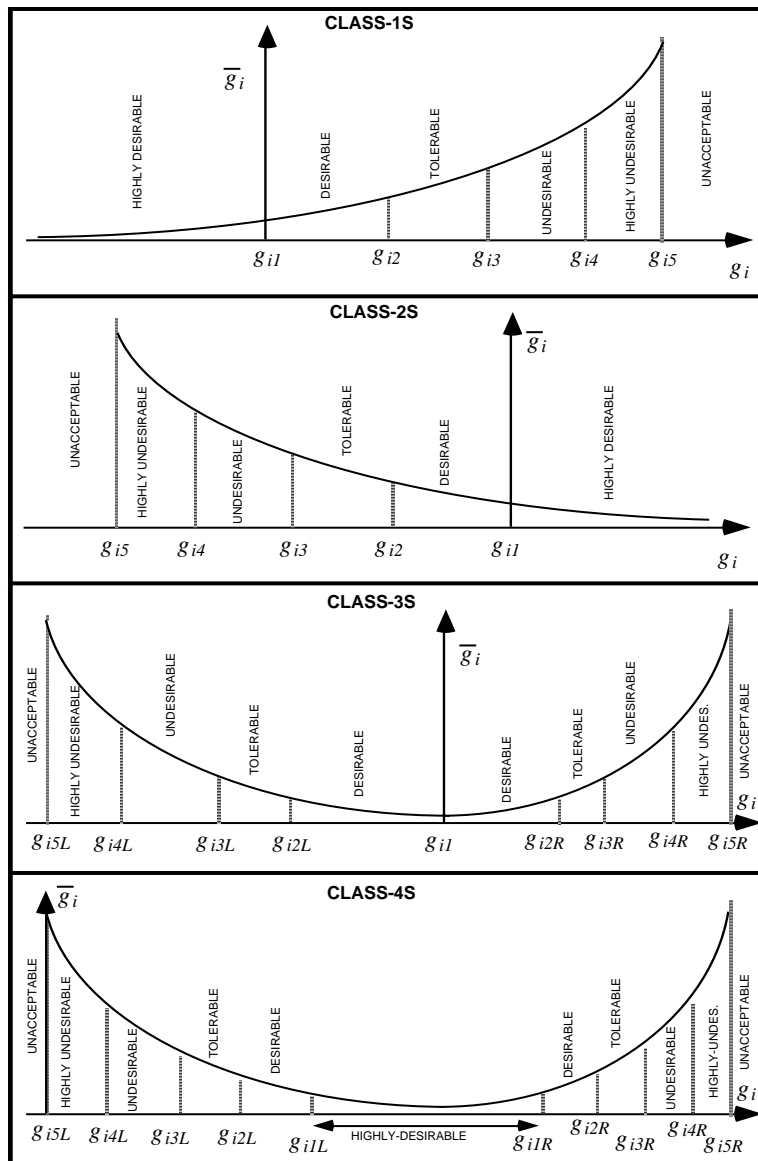 CLASS-1S
g̅i
HIGHLY DESIRABLE
DESIRABLE
TOLERABLE
UNDESIRABLE
HIGHLY UNDESIRABLE
UNACCEPTABLE
gi1 gi2 gi3 gi4 gi5 gi
CLASS-2S
g̅i
UNACCEPTABLE
HIGHLY UNDESIRABLE
UNDESIRABLE
TOLERABLE
DESIRABLE
HIGHLY DESIRABLE
gi5 gi4 gi3 gi2 gi1 gi
CLASS-3S
g̅i
UNACCEPTABLE
HIGHLY UNDESIRABLE
UNDESIRABLE
TOLERABLE
DESIRABLE
DESIRABLE
TOLERABLE
UNDESIRABLE
HIGHLY UNDES.
UNACCEPTABLE
gi
gi5L gi4L gi3L gi2L gi1 gi2R gi3R gi4R gi5R
CLASS-4S
g̅i
UNACCEPTABLE
HIGHLY UNDESIRABLE
UNDESIRABLE
TOLERABLE
DESIRABLE
DESIRABLE
TOLERABLE
UNDESIRABLE
HIGHLY-UNDES.
UNACCEPTABLE
gi
gi5L gi4L gi3L gi2L gi1L HIGHLY-DESIRABLE gi1R gi2R gi3R gi4R gi5R